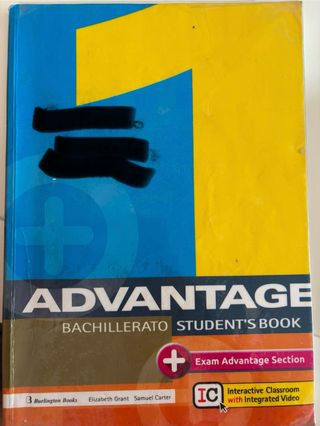 1
ADVANTAGE
BACHILLERATO STUDENT'S BOOK
+ Exam Advantage Section
B Burlington Books Elizabeth Grant Samuel Carter
IC Interactive Classroom
with Integrated Video